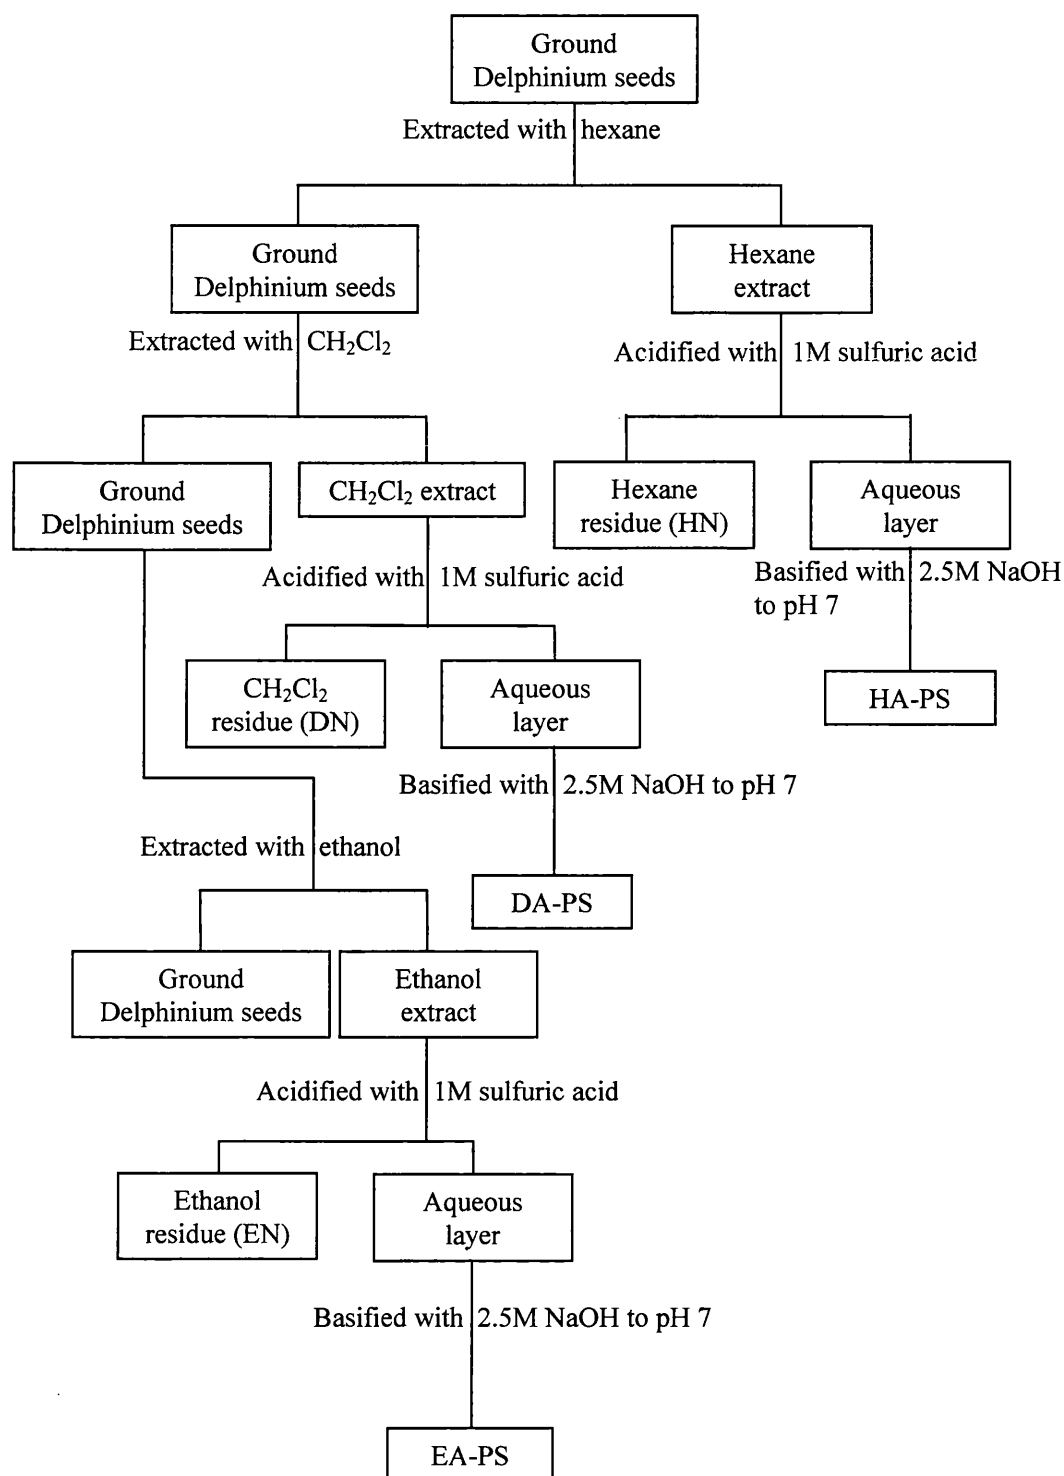 Ground
Delphinium seeds
Extracted with hexane
Ground
Delphinium seeds
Hexane
extract
Extracted with CH₂Cl₂
Acidified with 1M sulfuric acid
Ground
Delphinium seeds
CH₂Cl₂ extract
Hexane
residue (HN)
Aqueous
layer
Acidified with 1M sulfuric acid
Basified with 2.5M NaOH
to pH 7
CH₂Cl₂
residue (DN)
Aqueous
layer
HA-PS
Basified with 2.5M NaOH to pH 7
Extracted with ethanol
DA-PS
Ground
Delphinium seeds
Ethanol
extract
Acidified with 1M sulfuric acid
Ethanol
residue (EN)
Aqueous
layer
Basified with 2.5M NaOH to pH 7
EA-PS